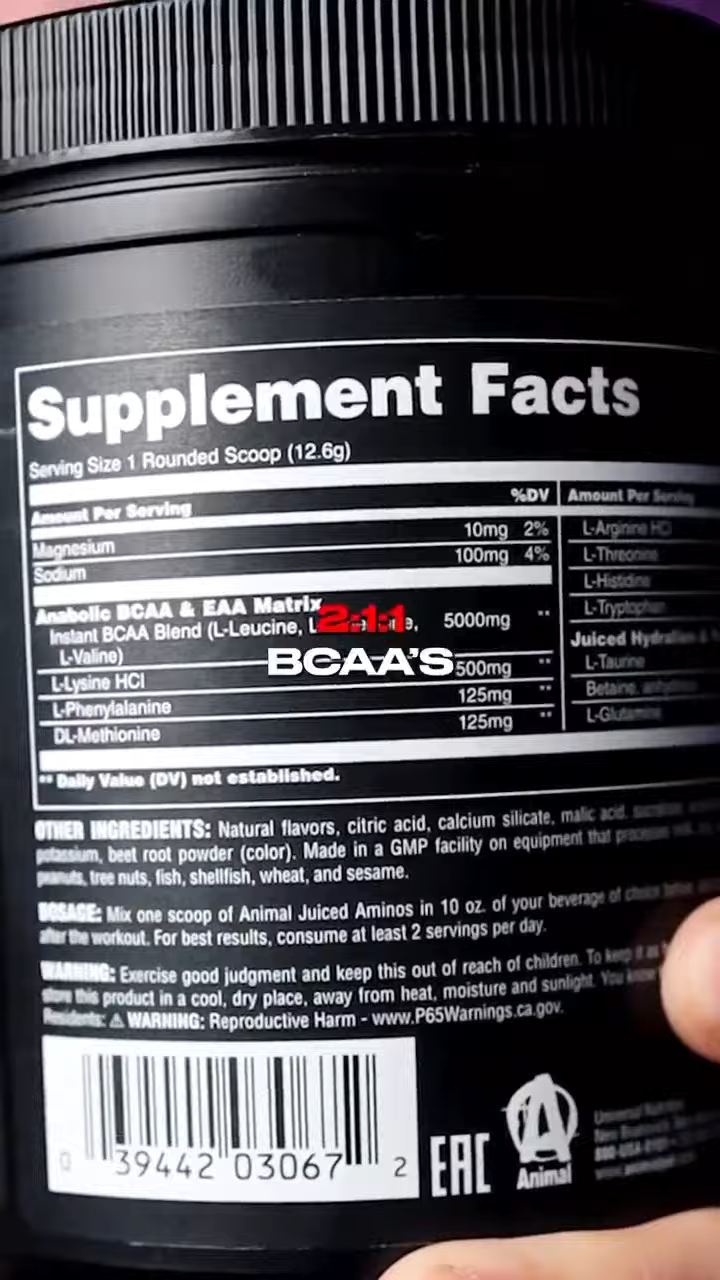 Supplement Facts
Serving Size 1 Rounded Scoop (12.6g)
Amount Per Serving %DV
Magnesium 10mg 2%
Sodium 100mg 4%
Anabolic BCAA & EAA Matrix
Instant BCAA Blend (L-Leucine, 5000mg **
L-Valine)
L-Lysine HCl 500mg **
L-Phenylalanine 125mg **
DL-Methionine 125mg **
Amount Per Serving
L-Arginine HCl
L-Threonine
L-Histidine
L-Tryptophan
Juiced Hydration
L-Taurine
Betaine, anhydrous
L-Glutamine
2:1:1
BCAA'S
** Daily Value (DV) not established.
OTHER INGREDIENTS: Natural flavors, citric acid, calcium silicate, malic acid,
potassium, beet root powder (color). Made in a GMP facility on equipment that processes milk,
peanuts, tree nuts, fish, shellfish, wheat, and sesame.
DOSAGE: Mix one scoop of Animal Juiced Aminos in 10 oz. of your beverage of choice before
after the workout. For best results, consume at least 2 servings per day.
WARNING: Exercise good judgment and keep this out of reach of children. To keep it
store this product in a cool, dry place, away from heat, moisture and sunlight. You know
Residents: ⚠ WARNING: Reproductive Harm - www.P65Warnings.ca.gov.
0 39442 03067 2
EAC
A
Animal
Universal Nutrition